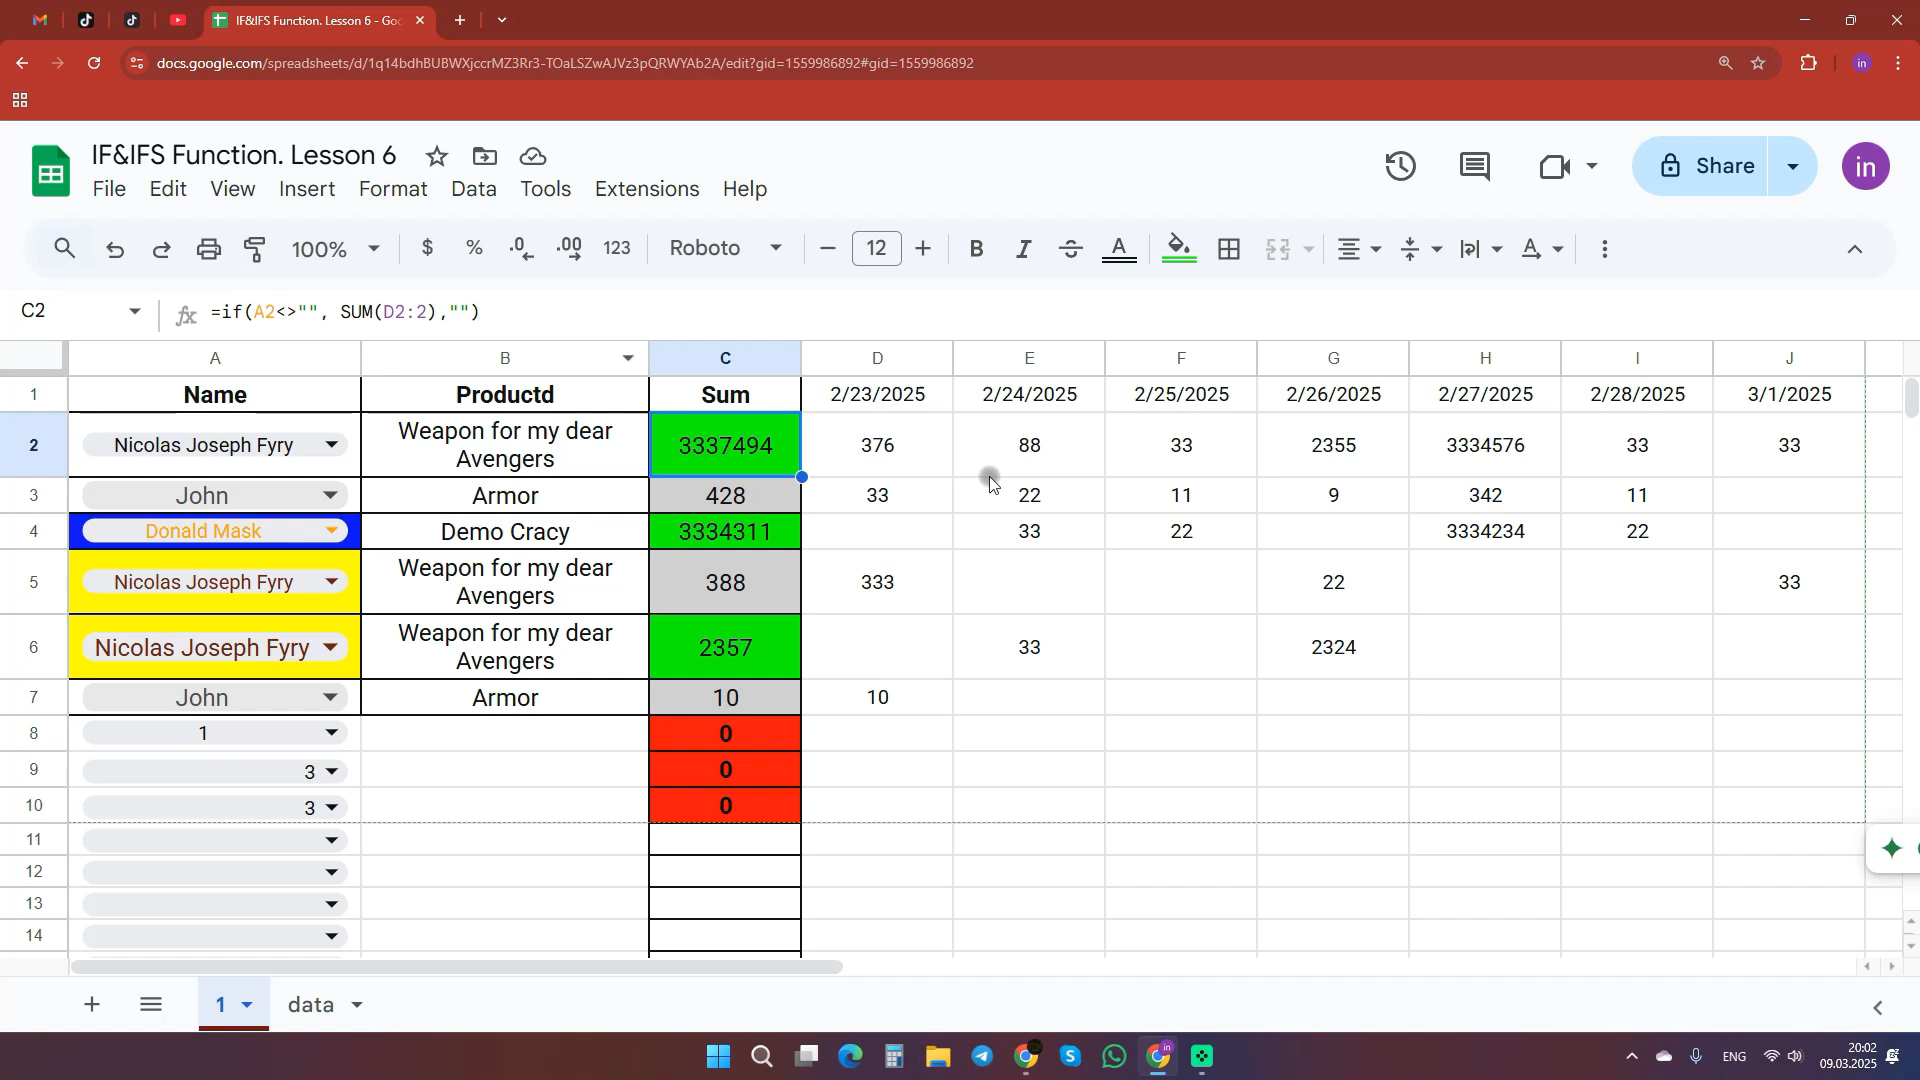 IF&IFS Function. Lesson 6 - Goo
docs.google.com/spreadsheets/d/1q14bdhBUBWXjccrMZ3Rr3-TOaLSZwAJVz3pQRWYAb2A/edit?gid=1559986892#gid=1559986892
in
IF&IFS Function. Lesson 6
File Edit View Insert Format Data Tools Extensions Help
Share
in
100% $ % .0 .00 123 Roboto 12 B I S A A
C2 fx =if(A2<>"", SUM(D2:2),"")
A B C D E F G H I J
1 Name Productd Sum 2/23/2025 2/24/2025 2/25/2025 2/26/2025 2/27/2025 2/28/2025 3/1/2025
2 Nicolas Joseph Fyry Weapon for my dear Avengers 3337494 376 88 33 2355 3334576 33 33
3 John Armor 428 33 22 11 9 342 11
4 Donald Mask Demo Cracy 3334311 33 22 3334234 22
5 Nicolas Joseph Fyry Weapon for my dear Avengers 388 333 22 33
6 Nicolas Joseph Fyry Weapon for my dear Avengers 2357 33 2324
7 John Armor 10 10
8 1 0
9 3 0
10 3 0
11
12
13
14
1 data
ENG 20:02
09.03.2025